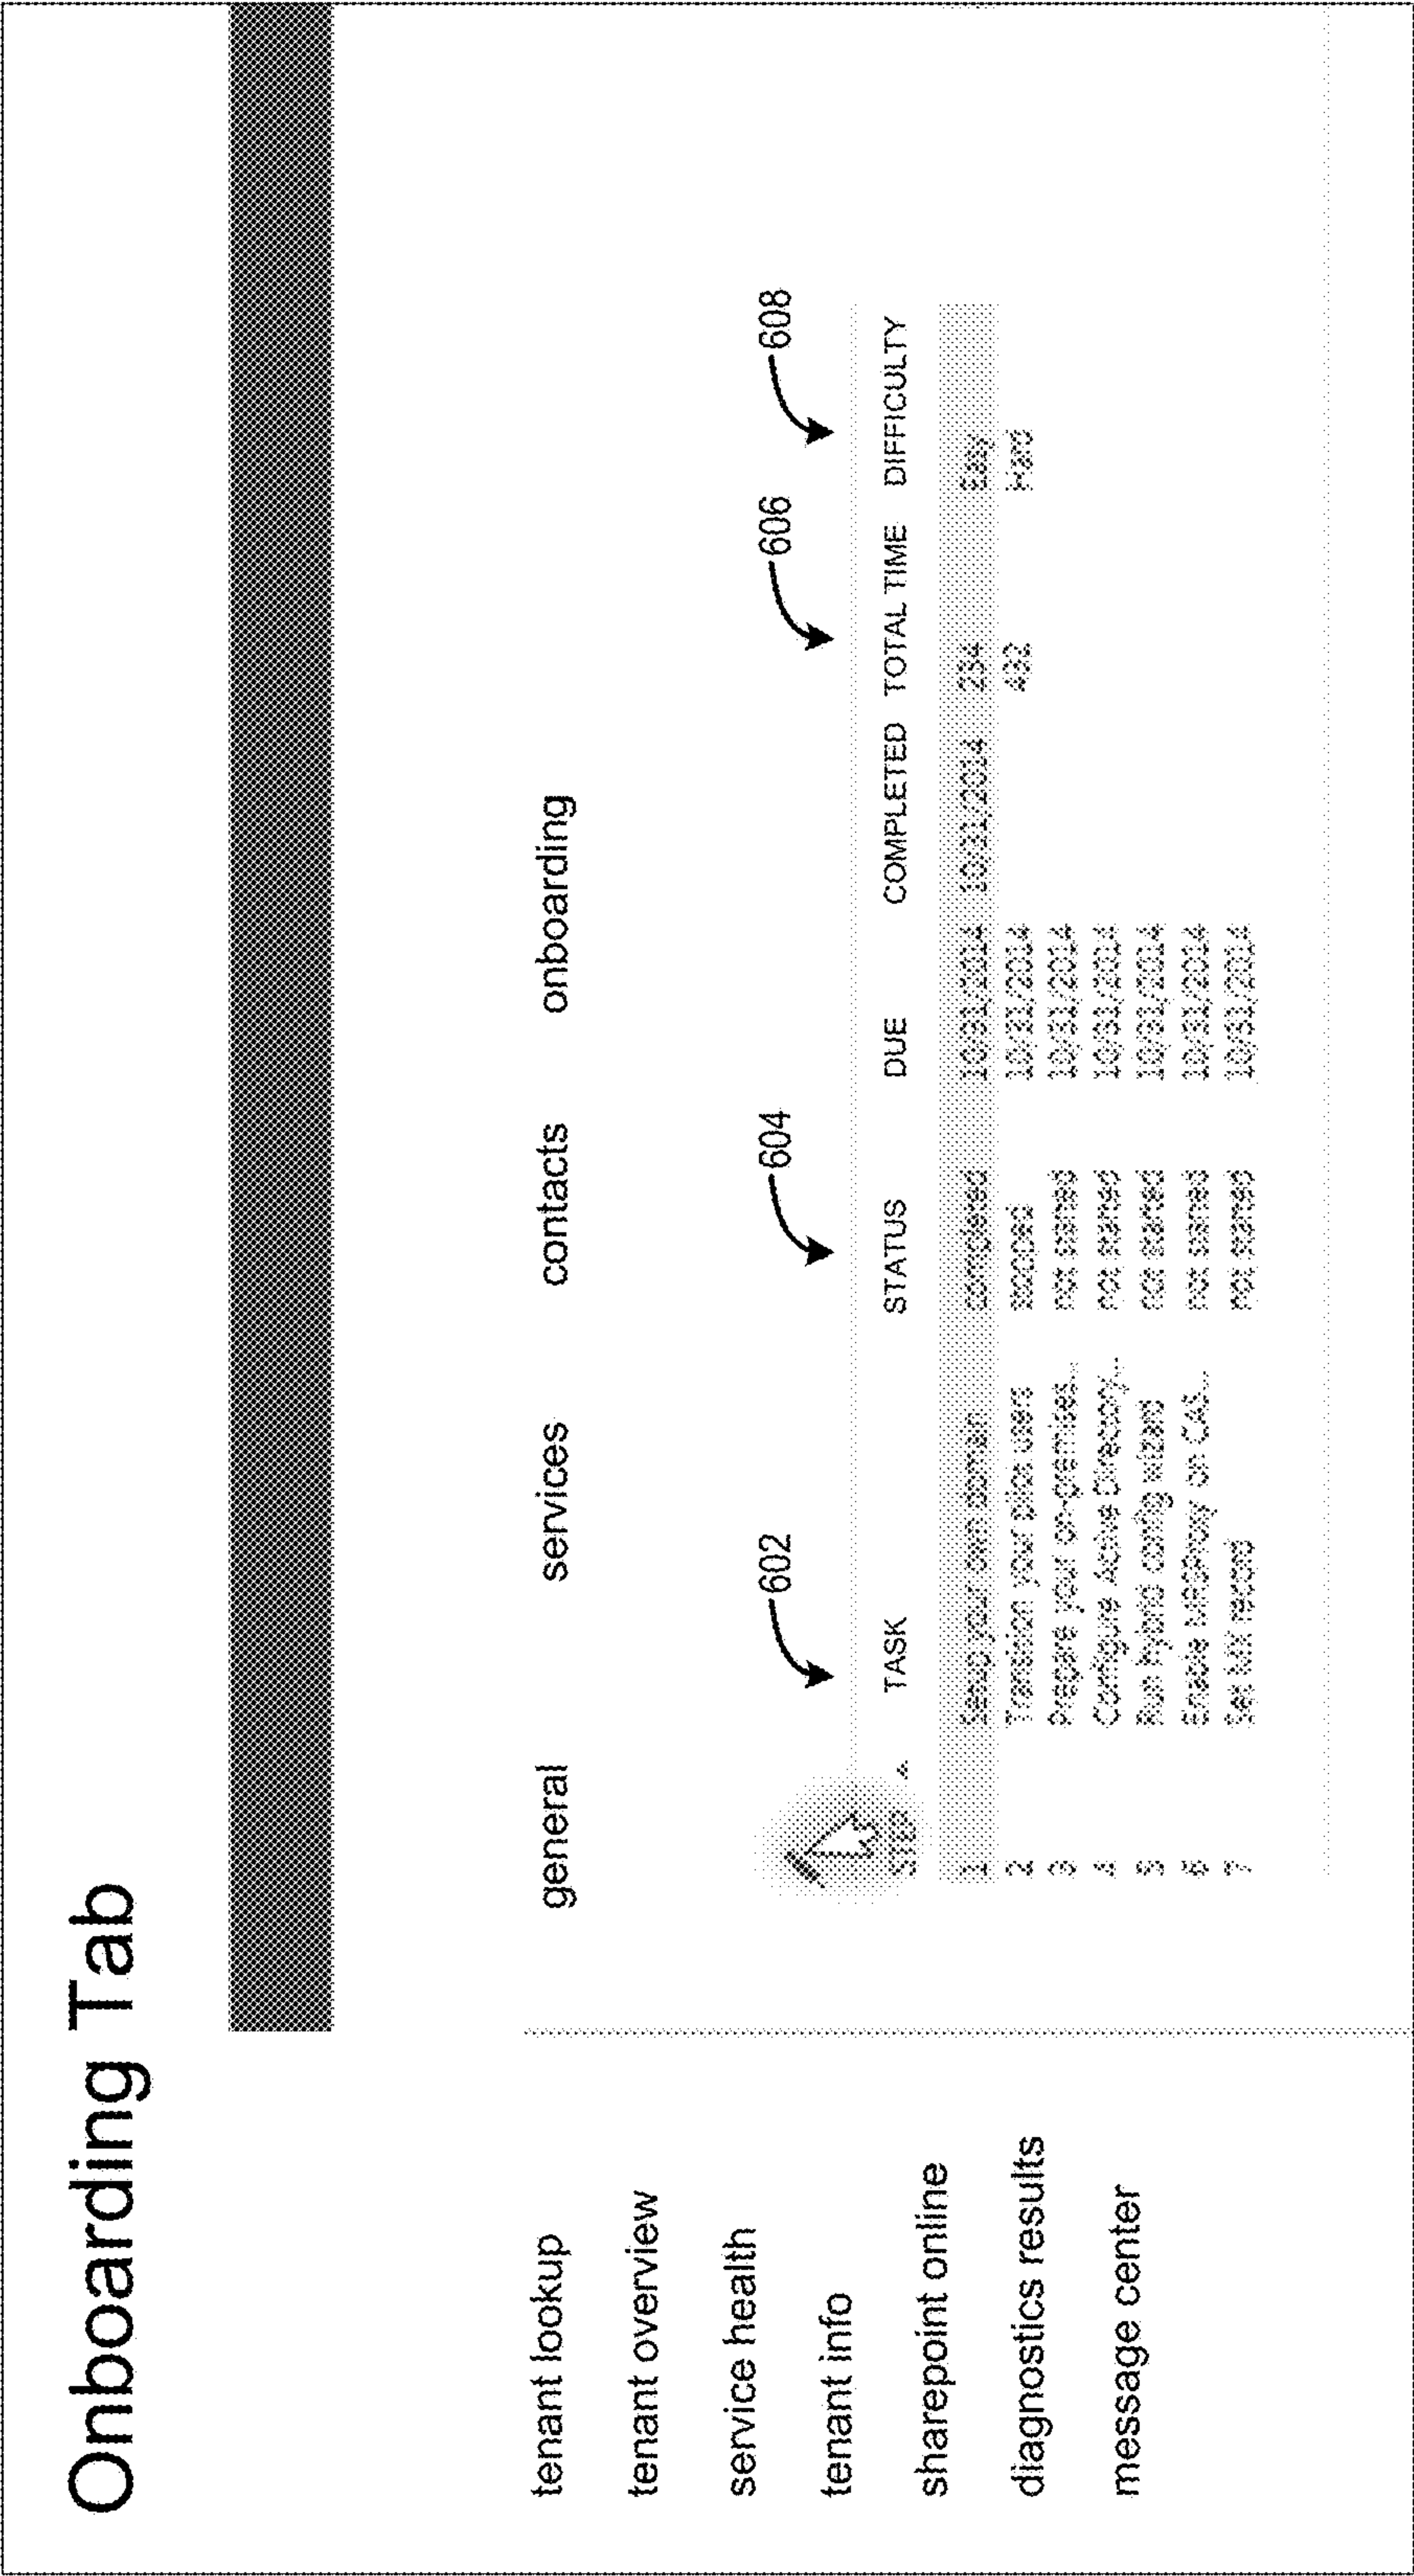 Onboarding Tab
tenant lookup
tenant overview
service health
tenant info
sharepoint online
diagnostics results
message center
general services contacts onboarding
602 604 606 608
STEP TASK STATUS DUE COMPLETED TOTAL TIME DIFFICULTY
1 Setup your own domain completed 10/31/2014 10/31/2014 234 Easy
2 Transition your pilot users 10/31/2014 432 Hard
3 Prepare your on-premises... not started 10/31/2014
4 Configure Active Directory... not started 10/31/2014
5 Run hybrid config wizard not started 10/31/2014
6 Enable MRSProxy on CAS... not started 10/31/2014
7 Set MX record not started 10/31/2014